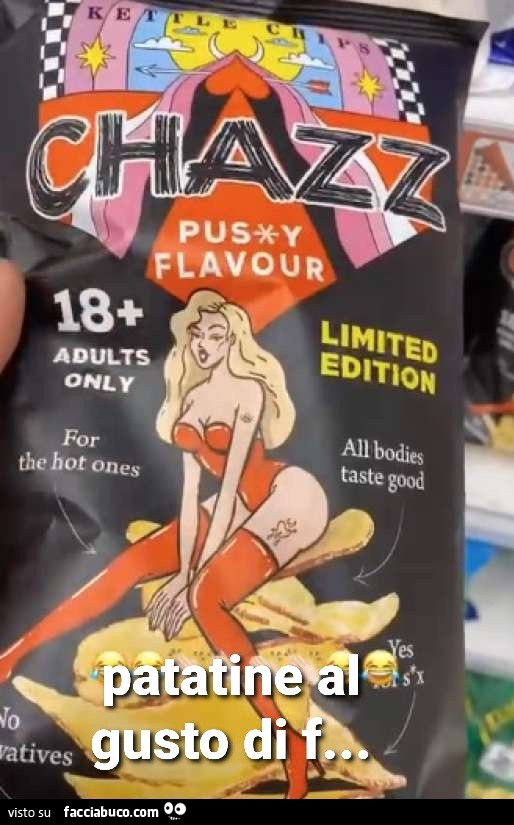 KETTLE CHIPS
CHAZZ
PUS*Y
FLAVOUR
18+
ADULTS
ONLY
LIMITED
EDITION
For
the hot ones
All bodies
taste good
Yes
s*x
😂😂patatine al😂😂
gusto di f...
No
visto su facciabuco.com